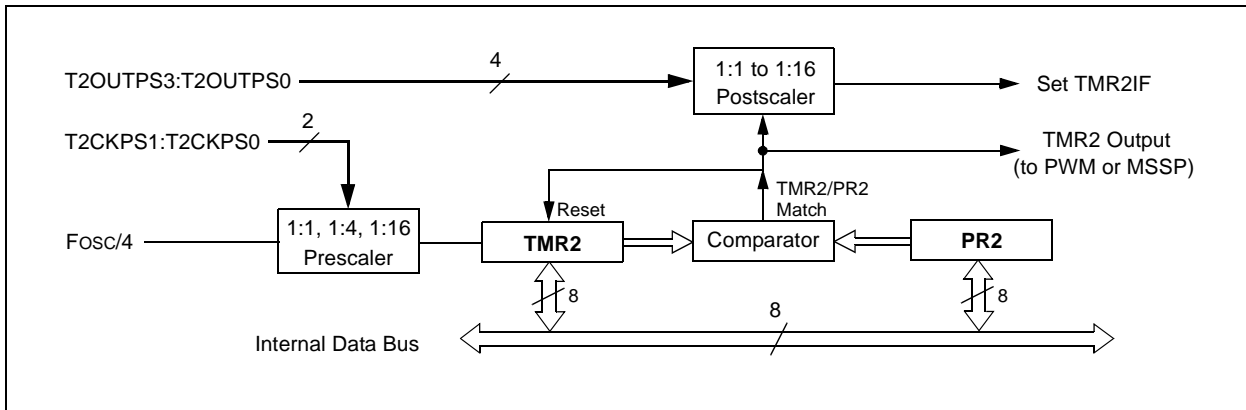 4
T2OUTPS3:T2OUTPS0
1:1 to 1:16
Postscaler
Set TMR2IF
2
T2CKPS1:T2CKPS0
TMR2 Output
(to PWM or MSSP)
Reset
TMR2/PR2
Match
FOSC/4
1:1, 1:4, 1:16
Prescaler
TMR2
Comparator
PR2
8
8
8
Internal Data Bus